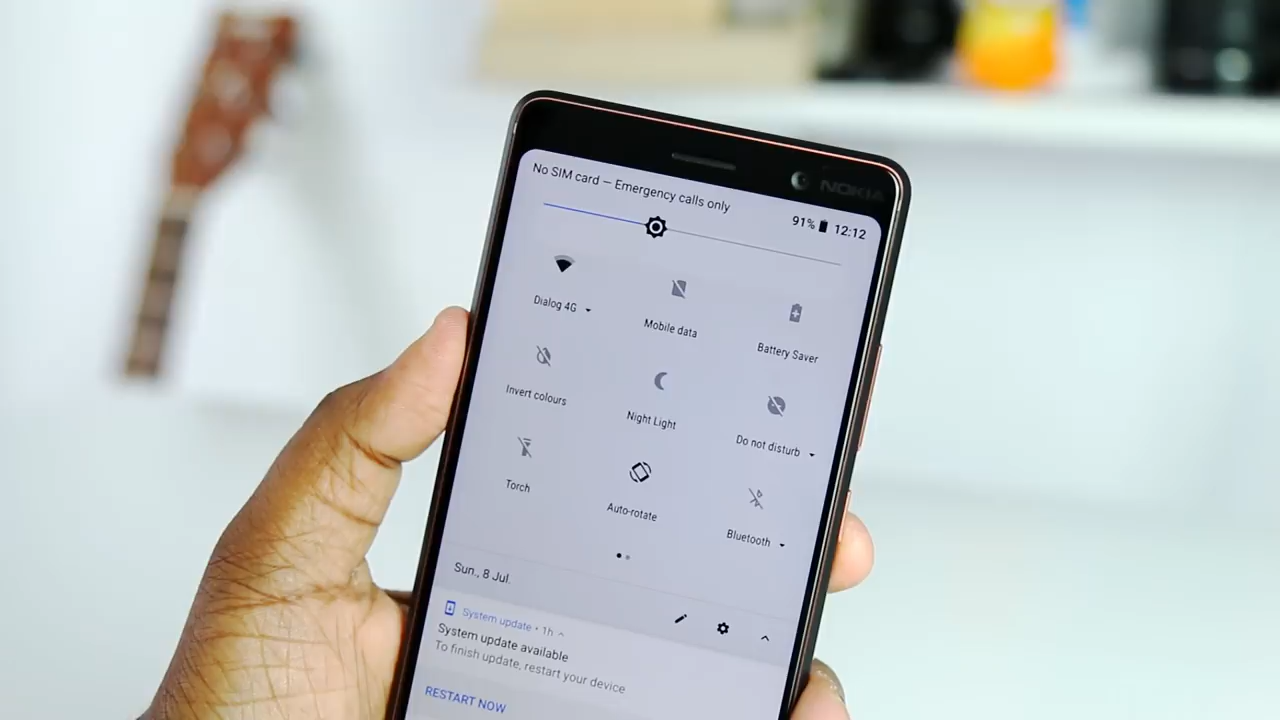 NOKIA
No SIM card – Emergency calls only
91% 12:12
Dialog 4G
Mobile data
Battery Saver
Invert colours
Night Light
Do not disturb
Torch
Auto-rotate
Bluetooth
Sun., 8 Jul.
System update • 1h
System update available
To finish update, restart your device
RESTART NOW